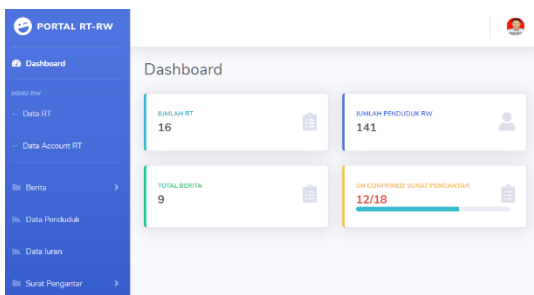 PORTAL RT-RW
Dashboard
MENU RW
Data RT
Data Account RT
Berita
Data Penduduk
Data Iuran
Surat Pengantar
Dashboard
JUMLAH RT
16
JUMLAH PENDUDUK RW
141
TOTAL BERITA
9
UN CONFRIMED SURAT PENGANTAR
12/18